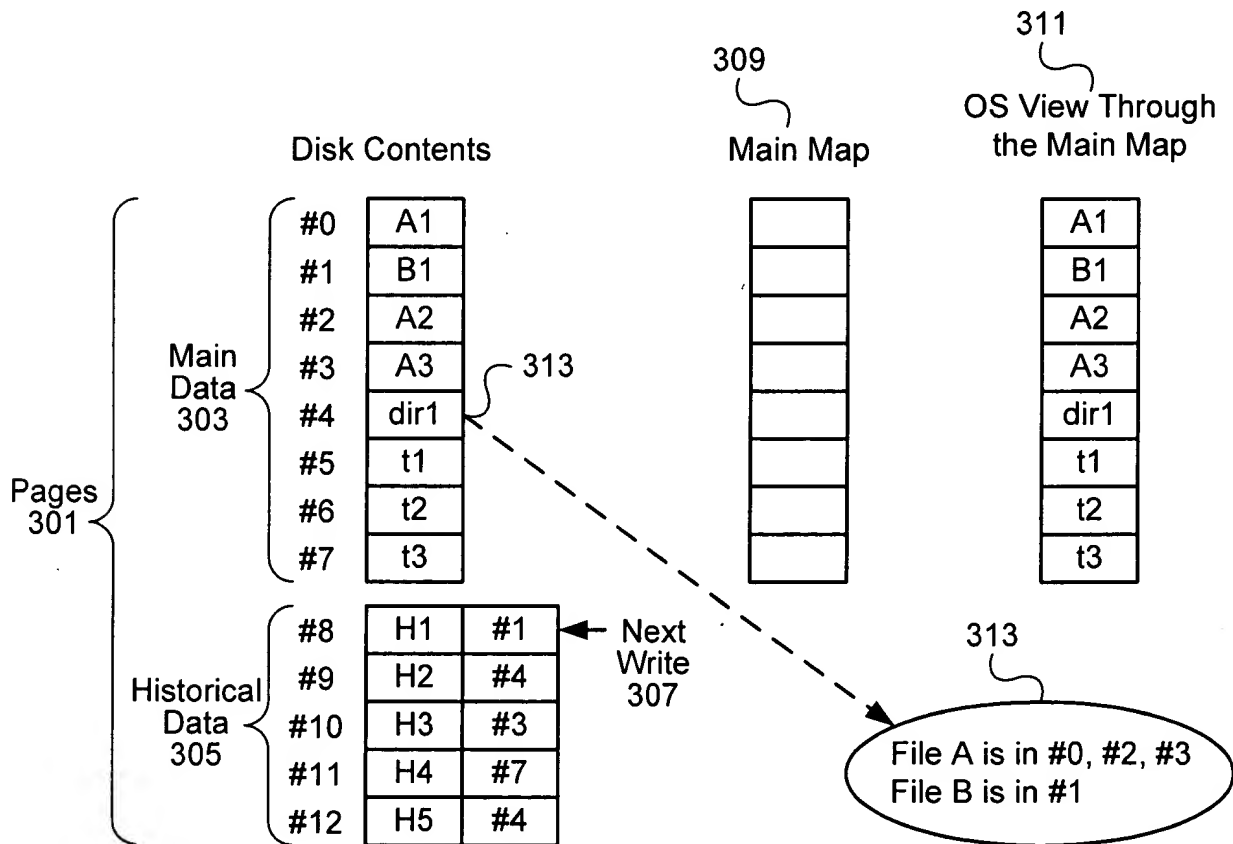 311
309
OS View Through
the Main Map
Disk Contents
Main Map
#0 A1 A1
#1 B1 B1
#2 A2 A2
#3 A3 A3
313
Main
Data
303
#4 dir1 dir1
#5 t1 t1
#6 t2 t2
#7 t3 t3
Pages
301
#8 H1 #1
Next
Write
307
#9 H2 #4
#10 H3 #3
#11 H4 #7
#12 H5 #4
Historical
Data
305
313
File A is in #0, #2, #3
File B is in #1